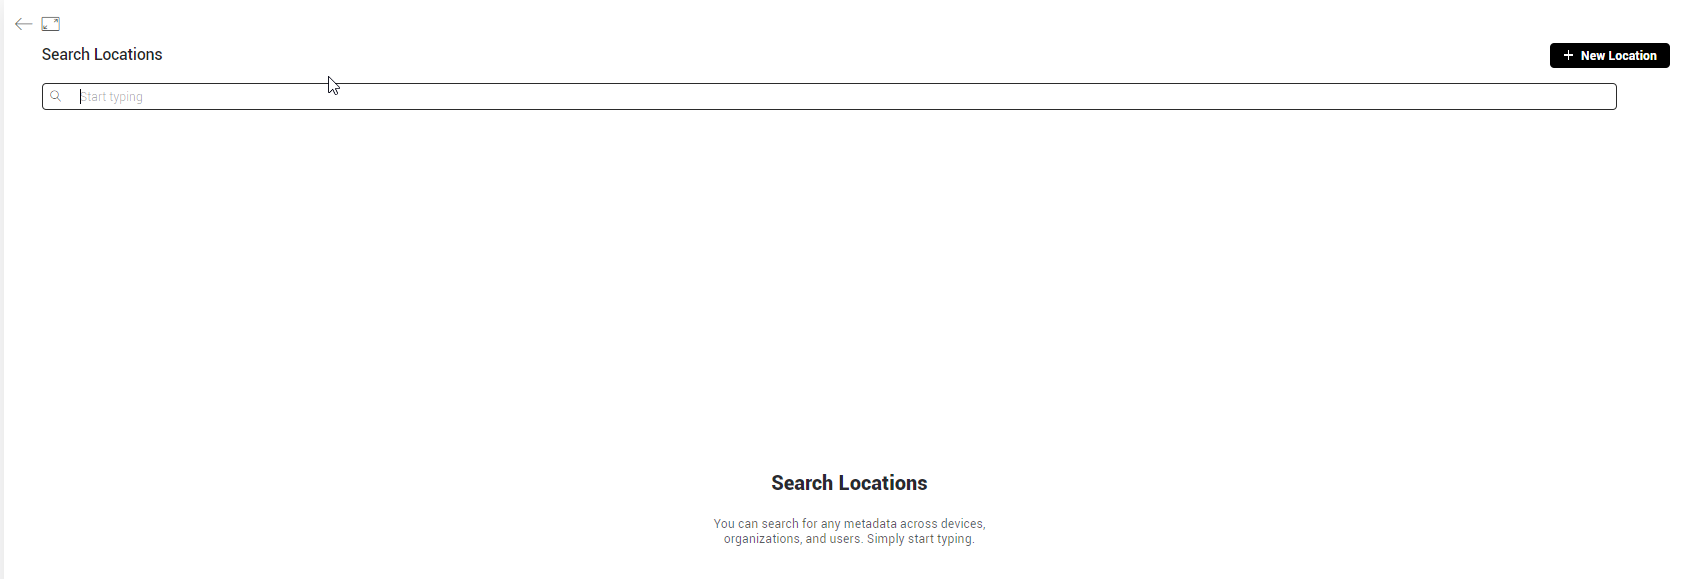 Search Locations
+ New Location
Start typing
Search Locations
You can search for any metadata across devices,
organizations, and users. Simply start typing.